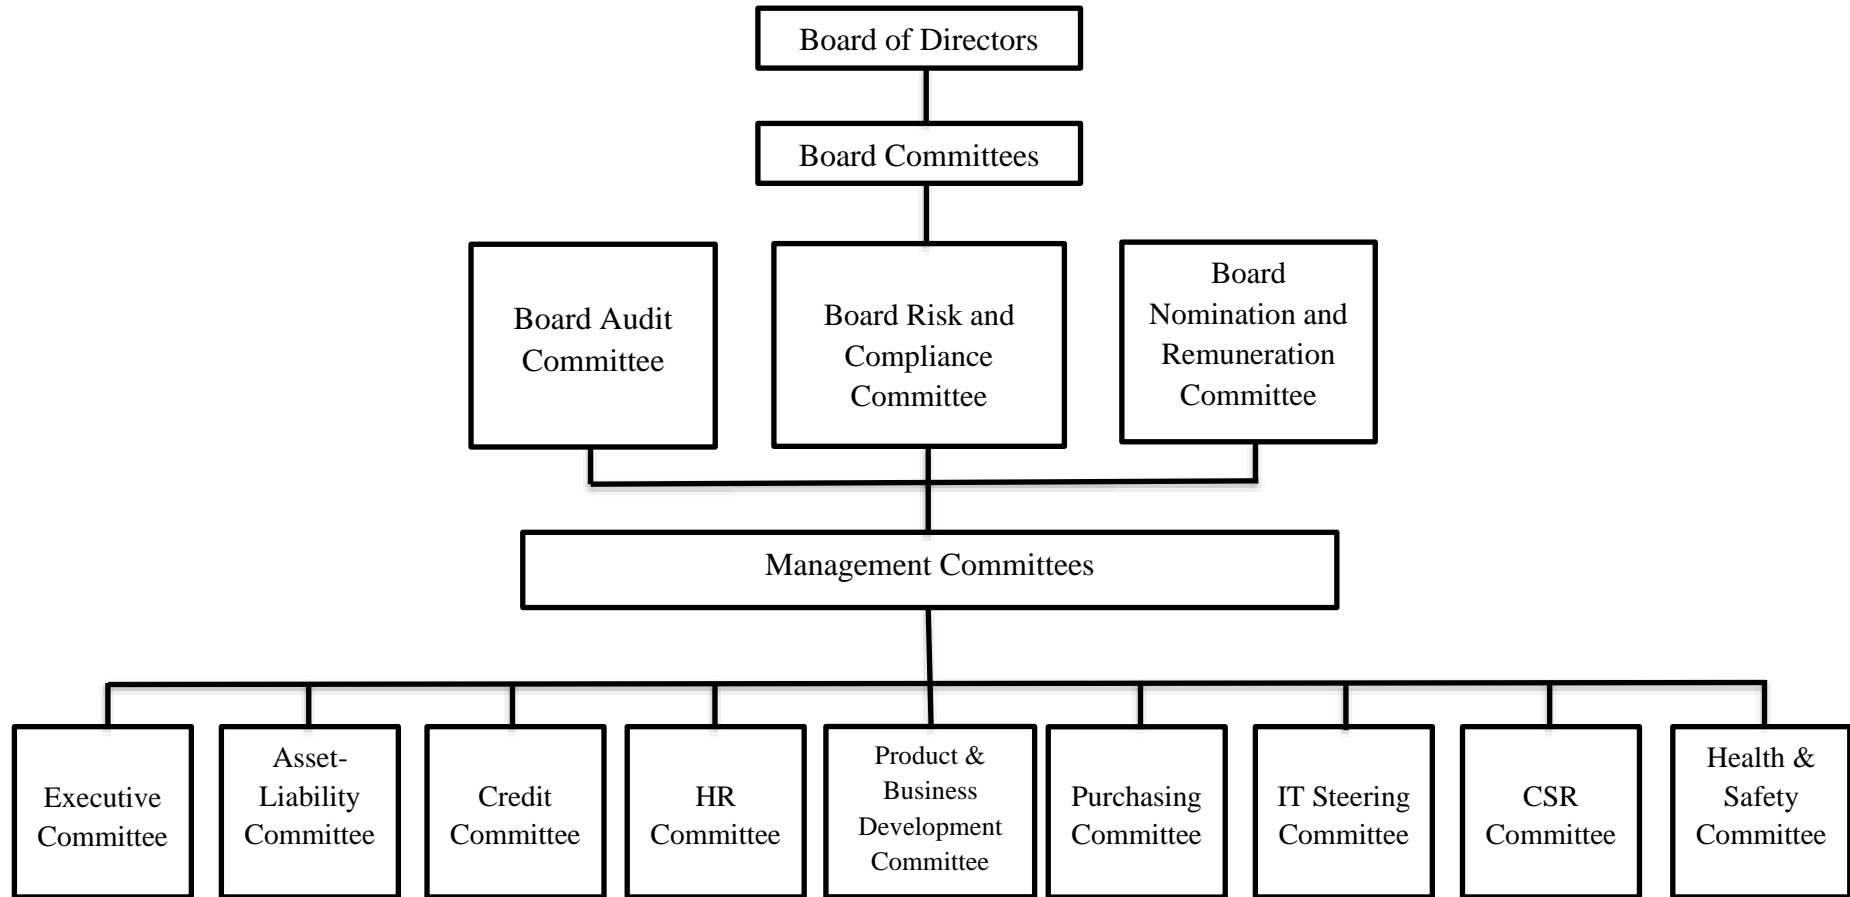 Board of Directors
Board Committees
Board Audit
Committee
Board Risk and
Compliance
Committee
Board
Nomination and
Remuneration
Committee
Management Committees
Executive
Committee
Asset-
Liability
Committee
Credit
Committee
HR
Committee
Product &
Business
Development
Committee
Purchasing
Committee
IT Steering
Committee
CSR
Committee
Health &
Safety
Committee